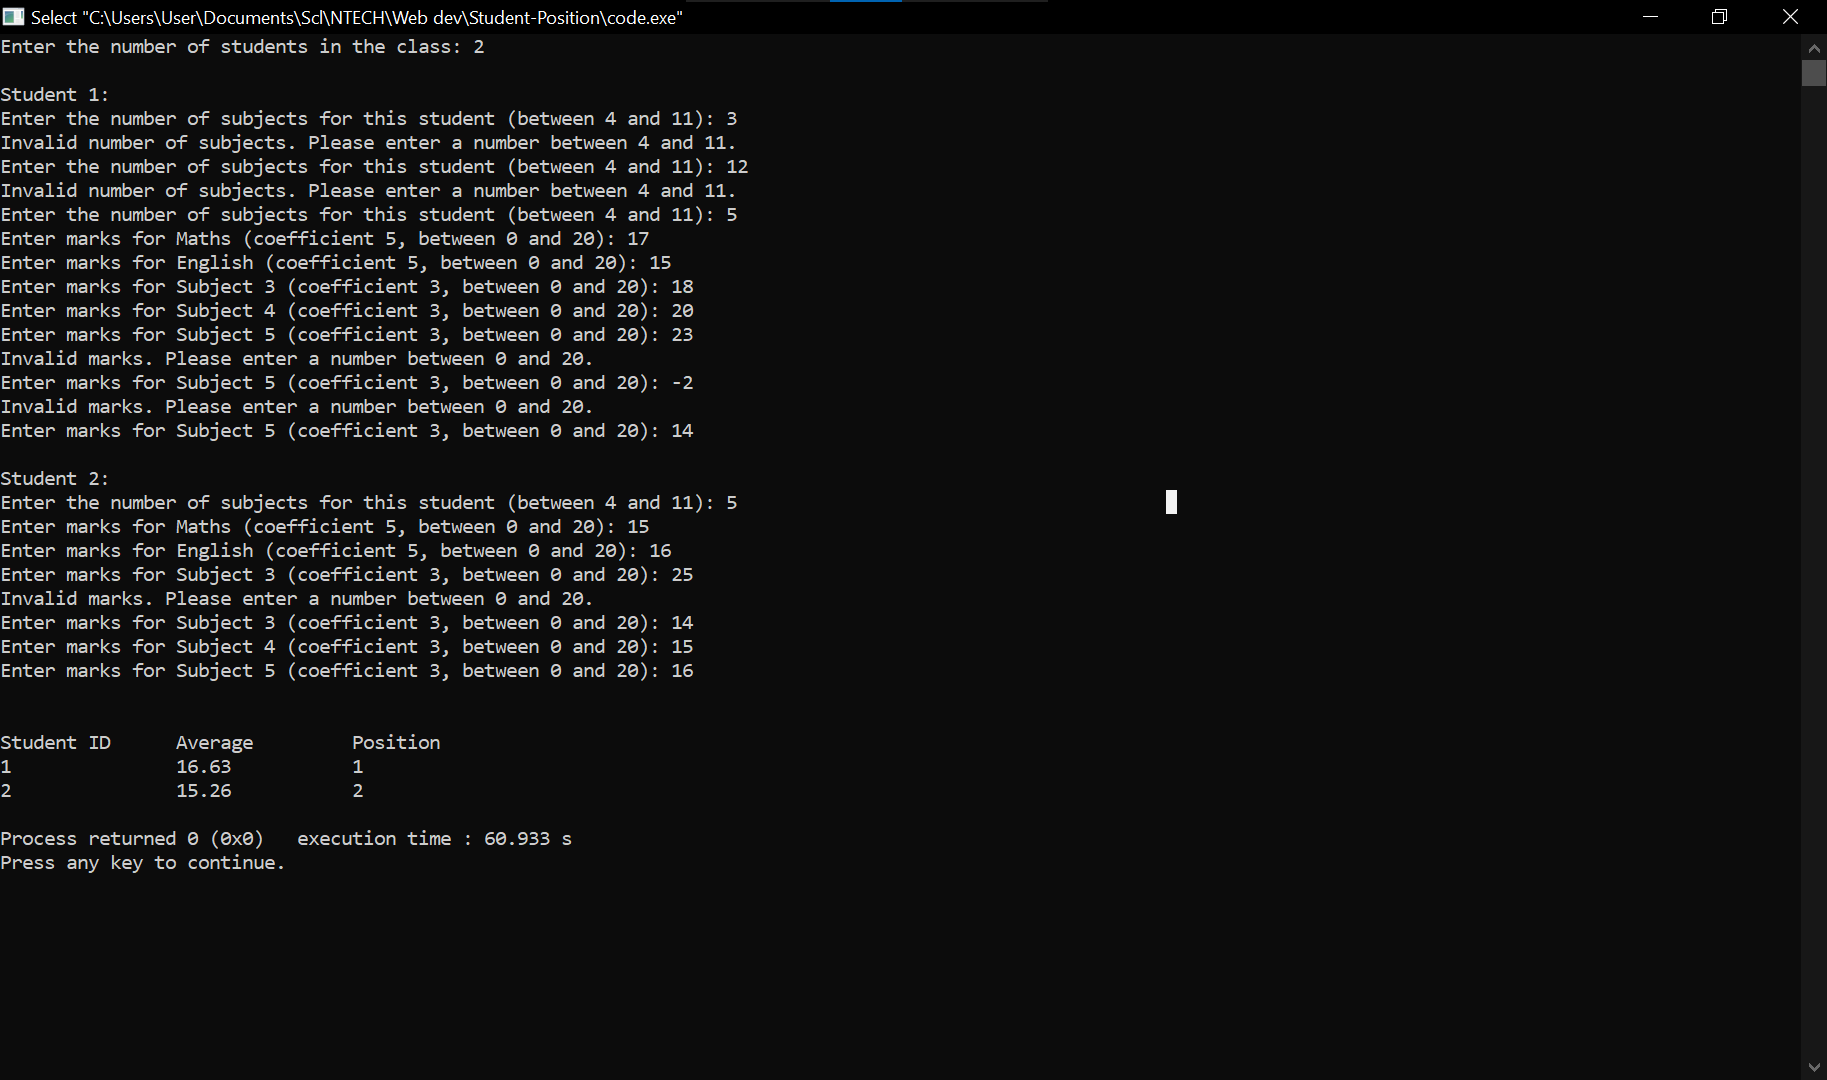 Select "C:\Users\User\Documents\Scl\NTECH\Web dev\Student-Position\code.exe"
Enter the number of students in the class: 2
Student 1:
Enter the number of subjects for this student (between 4 and 11): 3
Invalid number of subjects. Please enter a number between 4 and 11.
Enter the number of subjects for this student (between 4 and 11): 12
Invalid number of subjects. Please enter a number between 4 and 11.
Enter the number of subjects for this student (between 4 and 11): 5
Enter marks for Maths (coefficient 5, between 0 and 20): 17
Enter marks for English (coefficient 5, between 0 and 20): 15
Enter marks for Subject 3 (coefficient 3, between 0 and 20): 18
Enter marks for Subject 4 (coefficient 3, between 0 and 20): 20
Enter marks for Subject 5 (coefficient 3, between 0 and 20): 23
Invalid marks. Please enter a number between 0 and 20.
Enter marks for Subject 5 (coefficient 3, between 0 and 20): -2
Invalid marks. Please enter a number between 0 and 20.
Enter marks for Subject 5 (coefficient 3, between 0 and 20): 14
Student 2:
Enter the number of subjects for this student (between 4 and 11): 5
Enter marks for Maths (coefficient 5, between 0 and 20): 15
Enter marks for English (coefficient 5, between 0 and 20): 16
Enter marks for Subject 3 (coefficient 3, between 0 and 20): 25
Invalid marks. Please enter a number between 0 and 20.
Enter marks for Subject 3 (coefficient 3, between 0 and 20): 14
Enter marks for Subject 4 (coefficient 3, between 0 and 20): 15
Enter marks for Subject 5 (coefficient 3, between 0 and 20): 16
Student ID      Average         Position
1               16.63           1
2               15.26           2
Process returned 0 (0x0)   execution time : 60.933 s
Press any key to continue.